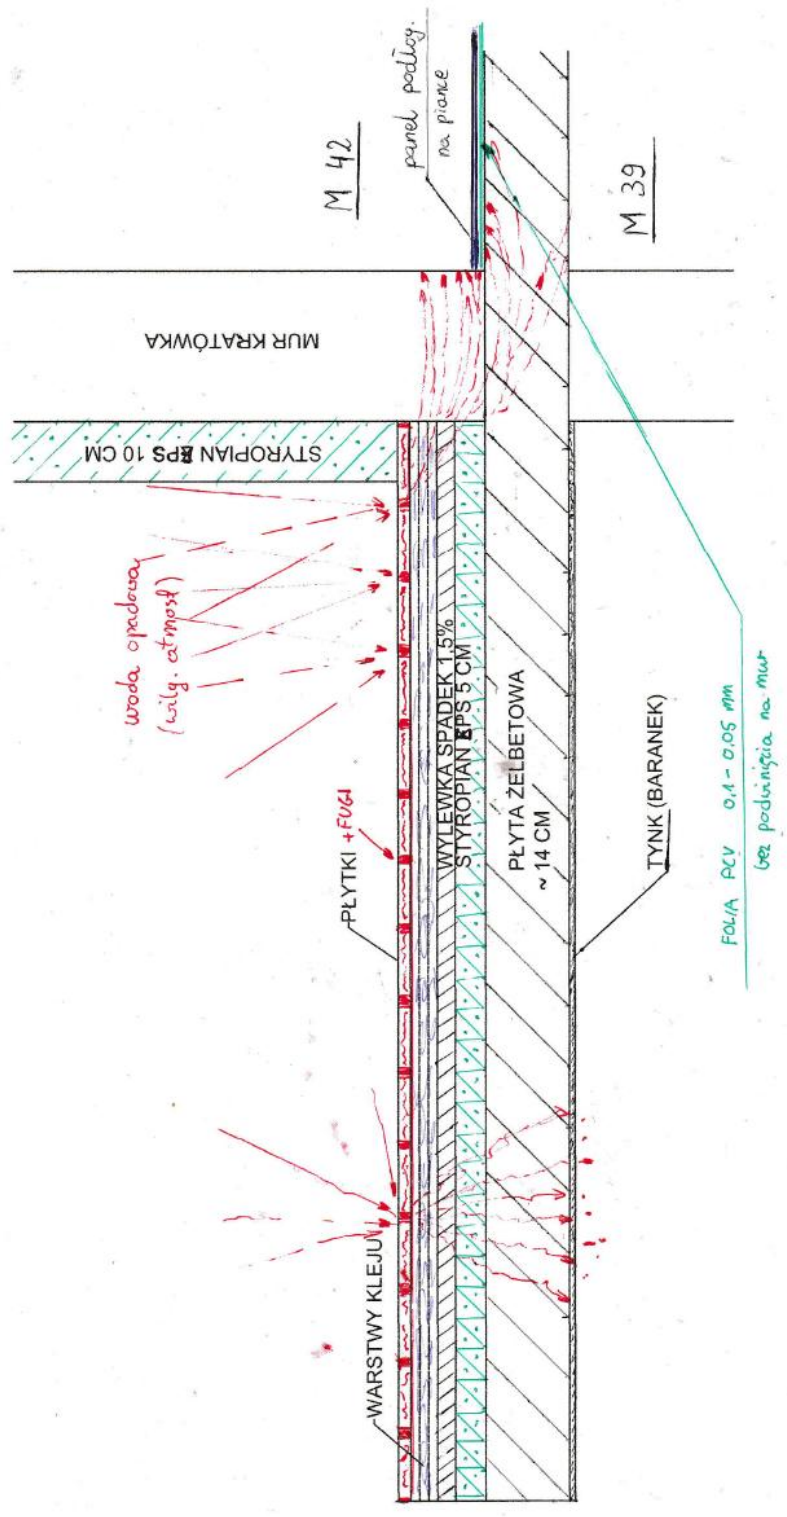 M 42
panel podłog.
na piance
M 39
MUR KRATÓWKA
STYROPIAN EPS 10 CM
woda opadowa
(wilg. atmosf)
PŁYTKI +FUGI
WARSTWY KLEJU
WYLEWKA SPADEK 1.5%
STYROPIAN EPS 5 CM
PŁYTA ŻELBETOWA
~ 14 CM
TYNK (BARANEK)
FOLIA PCV 0,1 - 0,05 mm
bez podwinięcia na mur